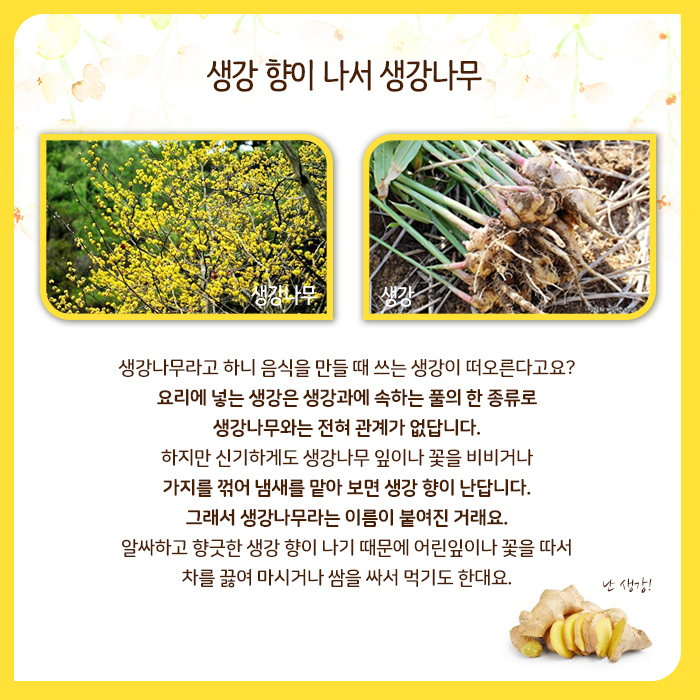 생강 향이 나서 생강나무
생강나무
생강
생강나무라고 하니 음식을 만들 때 쓰는 생강이 떠오른다고요?
요리에 넣는 생강은 생강과에 속하는 풀의 한 종류로
생강나무와는 전혀 관계가 없답니다.
하지만 신기하게도 생강나무 잎이나 꽃을 비비거나
가지를 꺾어 냄새를 맡아 보면 생강 향이 난답니다.
그래서 생강나무라는 이름이 붙여진 거래요.
알싸하고 향긋한 생강 향이 나기 때문에 어린잎이나 꽃을 따서
차를 끓여 마시거나 쌈을 싸서 먹기도 한대요.
난 생강!